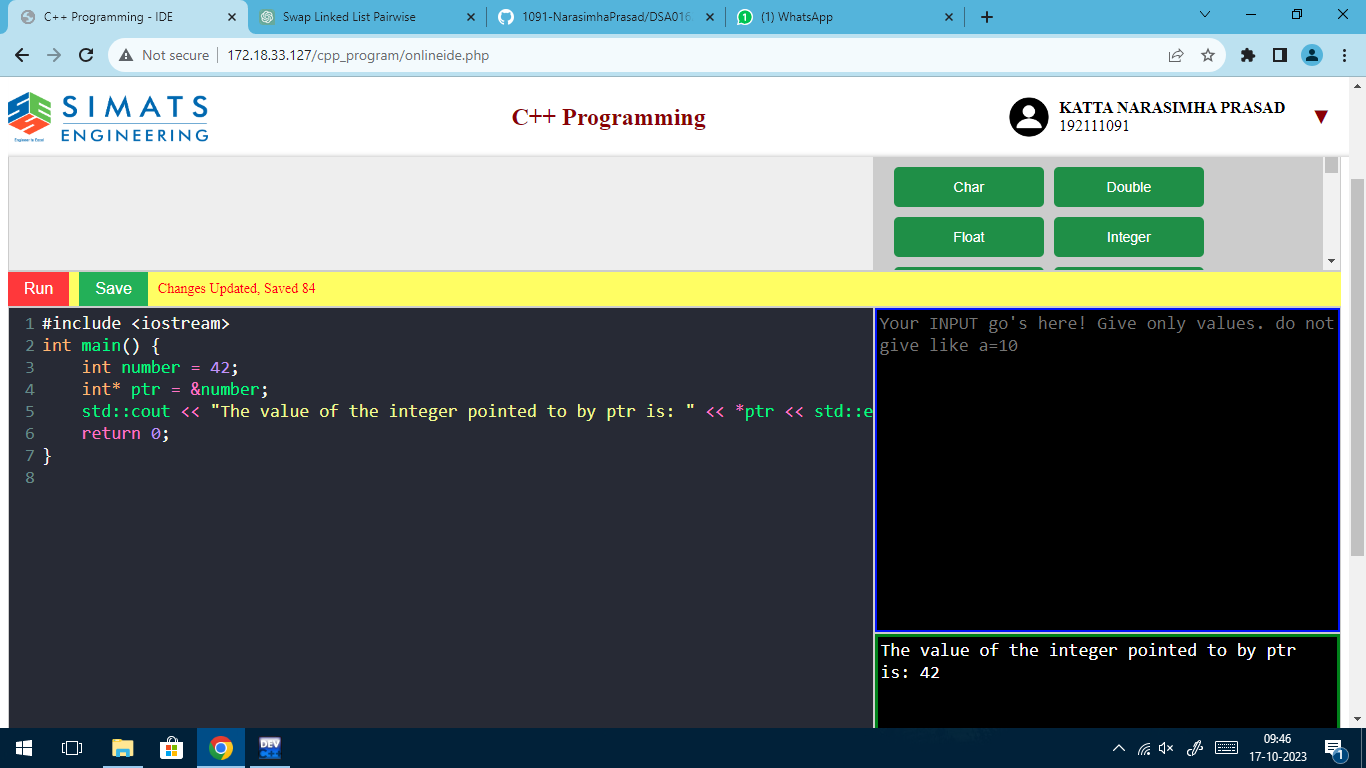 C++ Programming - IDE
Swap Linked List Pairwise
1091-NarasimhaPrasad/DSA016
(1) WhatsApp
Not secure
172.18.33.127/cpp_program/onlineide.php
SIMATS
ENGINEERING
C++ Programming
KATTA NARASIMHA PRASAD
192111091
Char
Double
Float
Integer
Run
Save
Changes Updated, Saved 84
1 #include <iostream>
2 int main() {
3     int number = 42;
4     int* ptr = &number;
5     std::cout << "The value of the integer pointed to by ptr is: " << *ptr << std::e
6     return 0;
7 }
8
Your INPUT go's here! Give only values. do not
give like a=10
The value of the integer pointed to by ptr
is: 42
DEV
09:46
17-10-2023
1